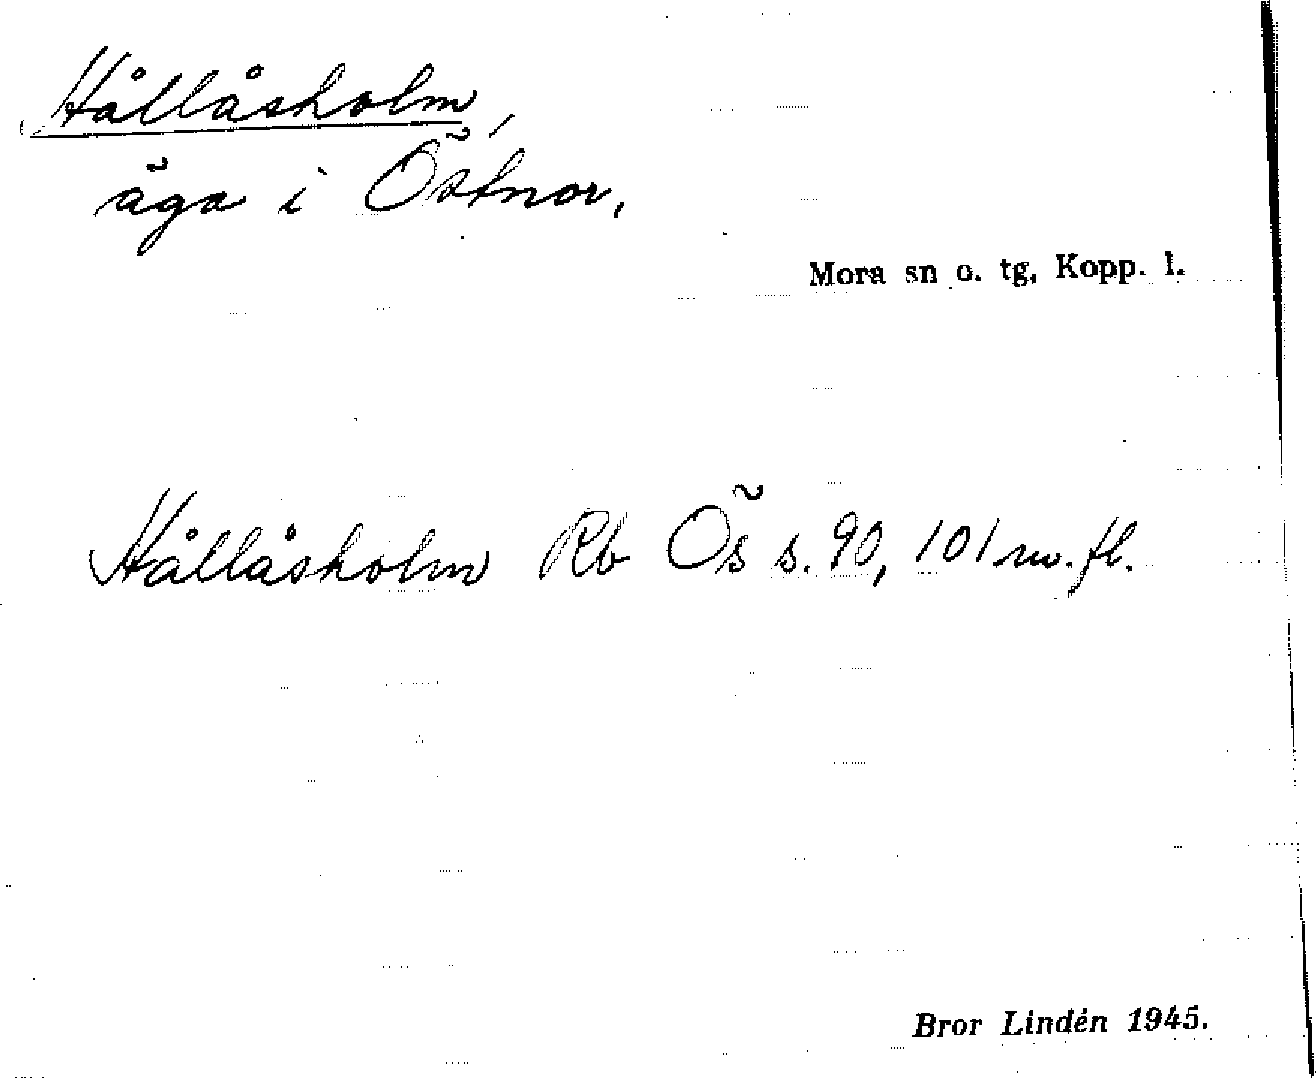 Hållåsholm,
äga i Östnor,
Mora sn o. tg, Kopp. l.
Hållåsholm Rb Ös s. 90, 101 m. fl.
Bror Lindén 1945.